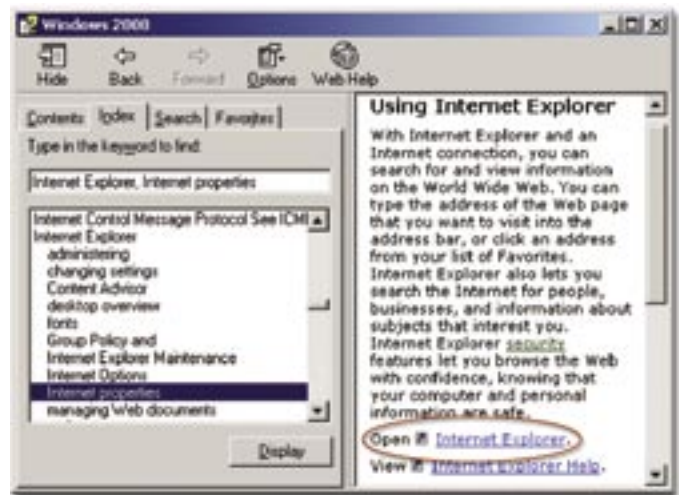 Windows 2000
Hide Back Forward Options Web Help
Contents Index Search Favorites
Type in the keyword to find:
Internet Explorer, Internet properties
Internet Control Message Protocol See ICM
Internet Explorer
administering
changing settings
Content Advisor
desktop overview
fonts
Group Policy and
Internet Explorer Maintenance
Internet Options
Internet properties
managing Web documents
Display
Using Internet Explorer
With Internet Explorer and an
Internet connection, you can
search for and view information
on the World Wide Web. You can
type the address of the Web page
that you want to visit into the
address bar, or click an address
from your list of Favorites.
Internet Explorer also lets you
search the Internet for people,
businesses, and information about
subjects that interest you.
Internet Explorer security
features let you browse the Web
with confidence, knowing that
your computer and personal
information are safe.
Open Internet Explorer.
View Internet Explorer Help.